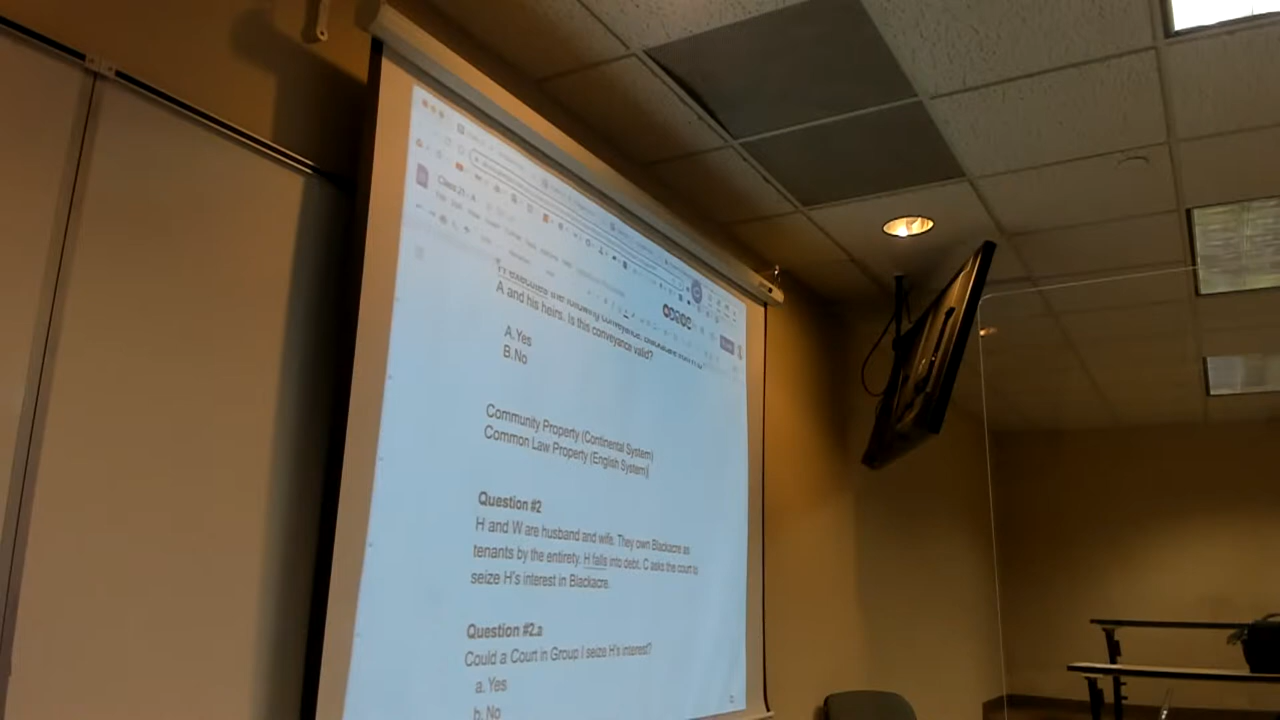 Class 21 - A
A and his heirs. Is this conveyance valid?
A. Yes
B. No
Community Property (Continental System)
Common Law Property (English System)
Question #2
H and W are husband and wife. They own Blackacre as
tenants by the entirety. H falls into debt. C asks the court to
seize H's interest in Blackacre.
Question #2.a
Could a Court in Group I seize H's interest?
a. Yes
b. No